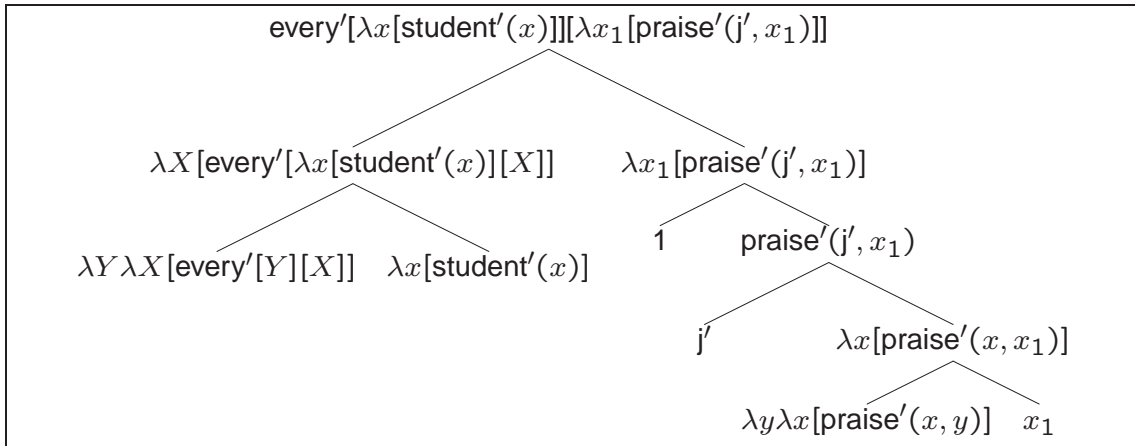 every′[λx[student′(x)]][λx₁[praise′(j′, x₁)]]
λX[every′[λx[student′(x)][X]] λx₁[praise′(j′, x₁)]
1 praise′(j′, x₁)
λYλX[every′[Y][X]] λx[student′(x)]
j′ λx[praise′(x, x₁)]
λyλx[praise′(x, y)] x₁